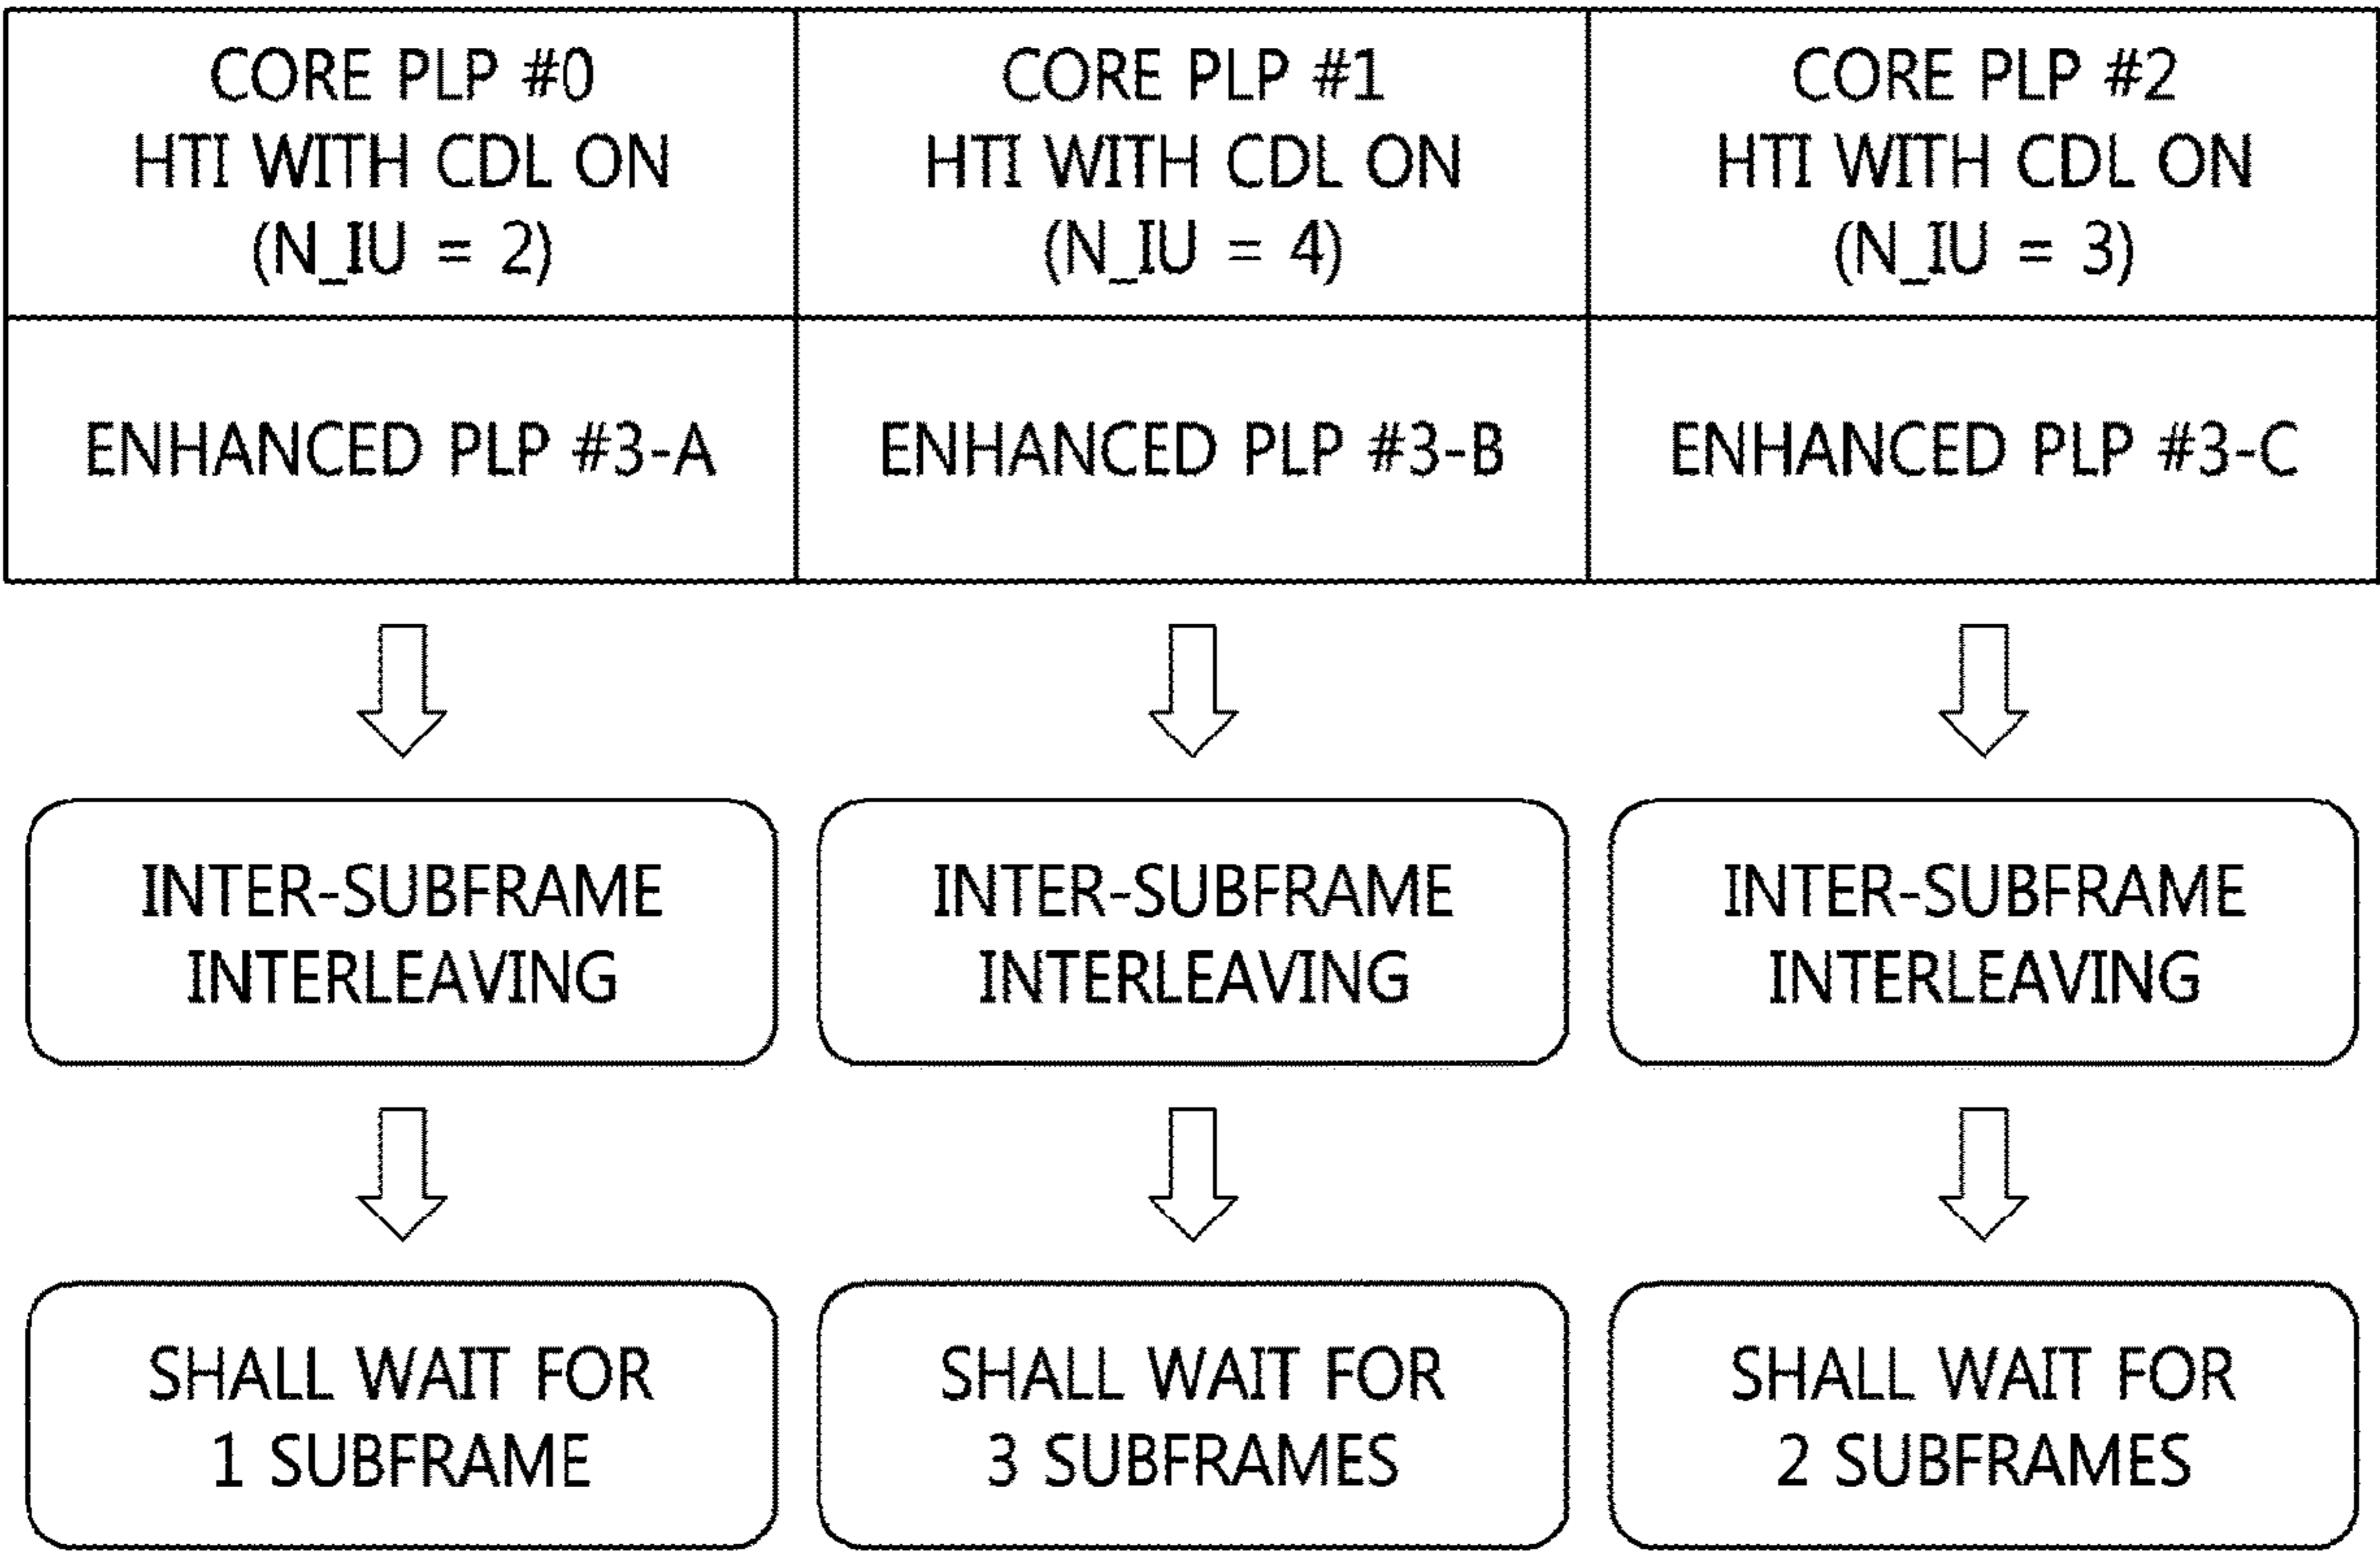 CORE PLP #0
HTI WITH CDL ON
(N_IU = 2)
CORE PLP #1
HTI WITH CDL ON
(N_IU = 4)
CORE PLP #2
HTI WITH CDL ON
(N_IU = 3)
ENHANCED PLP #3-A
ENHANCED PLP #3-B
ENHANCED PLP #3-C
INTER-SUBFRAME
INTERLEAVING
INTER-SUBFRAME
INTERLEAVING
INTER-SUBFRAME
INTERLEAVING
SHALL WAIT FOR
1 SUBFRAME
SHALL WAIT FOR
3 SUBFRAMES
SHALL WAIT FOR
2 SUBFRAMES